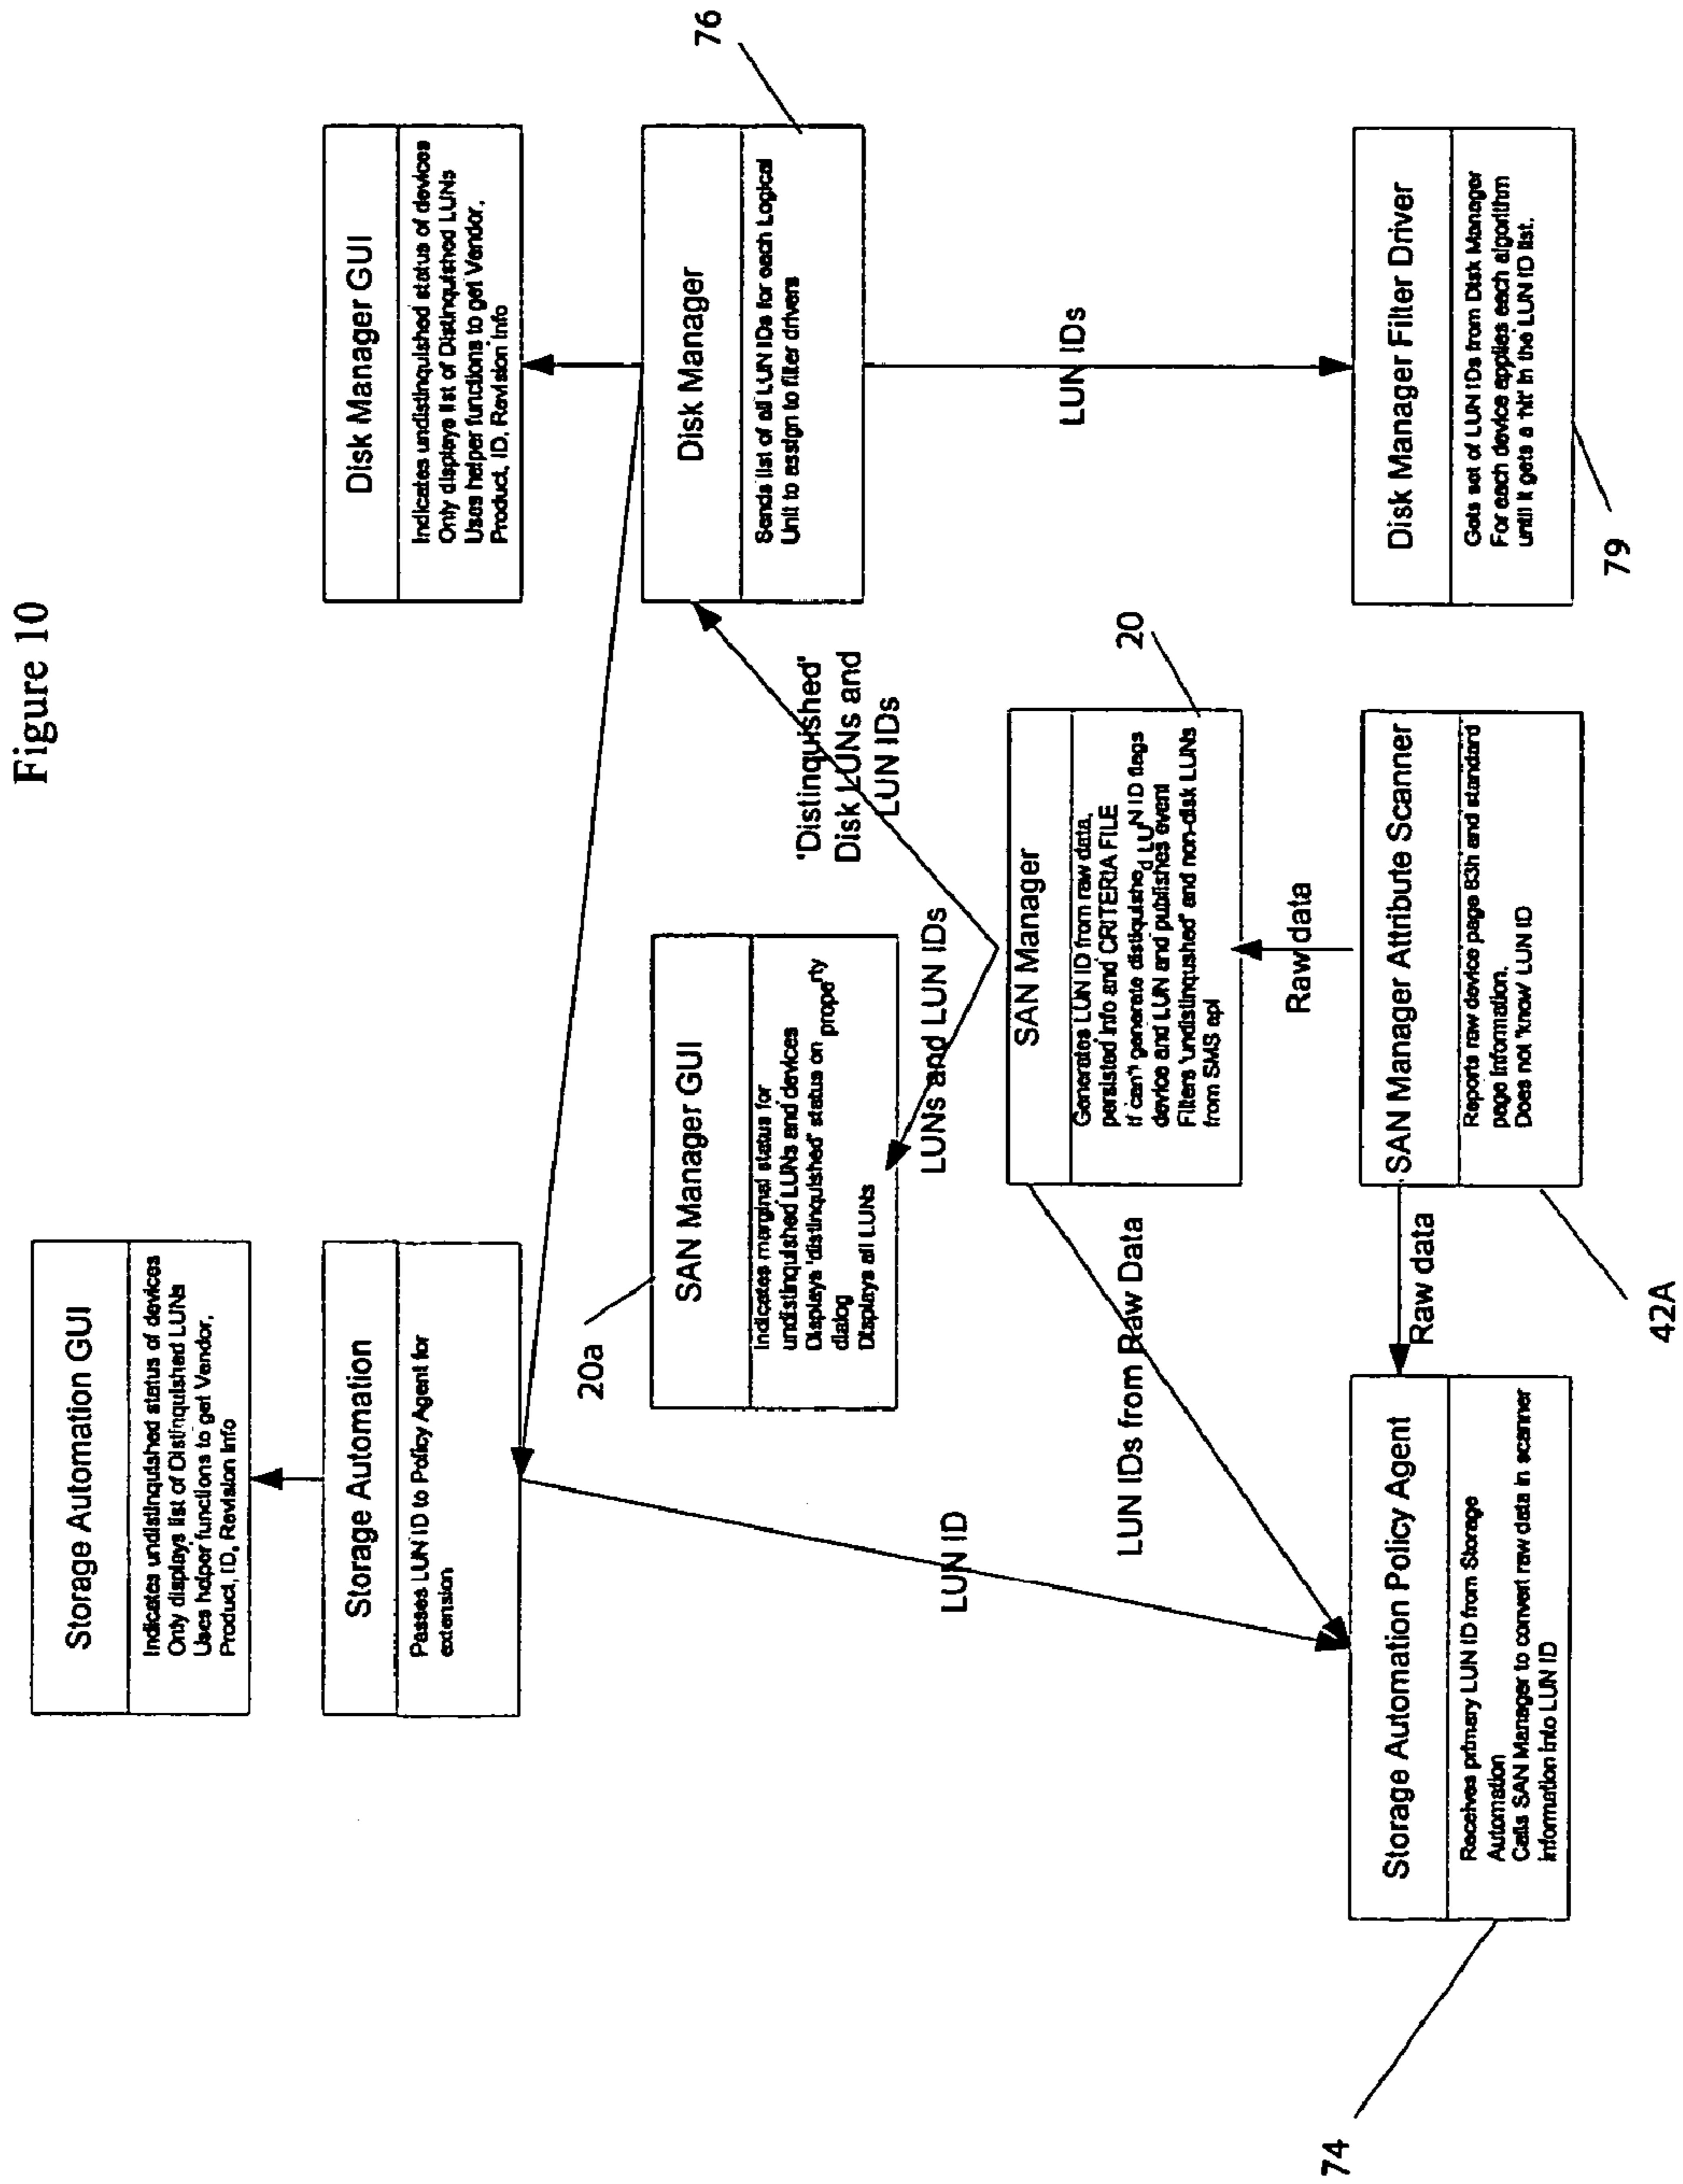 Figure 10
Storage Automation GUI
Indicates undistinquished status of devices
Only displays list of Distinquished LUNs
Uses helper functions to get Vendor,
Product, ID, Revision Info
Disk Manager GUI
Indicates undistinquished status of devices
Only displays list of Distinquished LUNs
Uses helper functions to get Vendor,
Product, ID, Revision Info
Storage Automation
Passes LUN ID to Policy Agent for
extension
20a
SAN Manager GUI
Indicates marginal status for
undistinquished LUNs and devices
Displays 'distinquished" status on property
dialog
Displays all LUNs
76
Disk Manager
Sends list of all LUN IDs for each Logical
Unit to assign to filter drivers
'Distinquished'
Disk LUNs and
LUN IDs
LUNs and LUN IDs
LUN ID
LUN IDs from Raw Data
SAN Manager
Generates LUN ID from raw data,
persisted info and CRITERIA FILE
If can't generate distiquished LUN ID flags
device and LUN and publishes event
Filters 'undistinqushed" and non-disk LUNs
from SMS api
20
LUN IDs
Raw data
Storage Automation Policy Agent
Receives primary LUN ID from Storage
Automation
Calls SAN Manager to convert raw data in scanner
information into LUN ID
74
Raw data
SAN Manager Attribute Scanner
Reports raw device page 83h and standard
page information.
Does not 'know' LUN ID
42A
Disk Manager Filter Driver
Gets set of LUN IDs from Disk Manager
For each device applies each algorithm
until it gets a 'hit' in the LUN ID list.
79